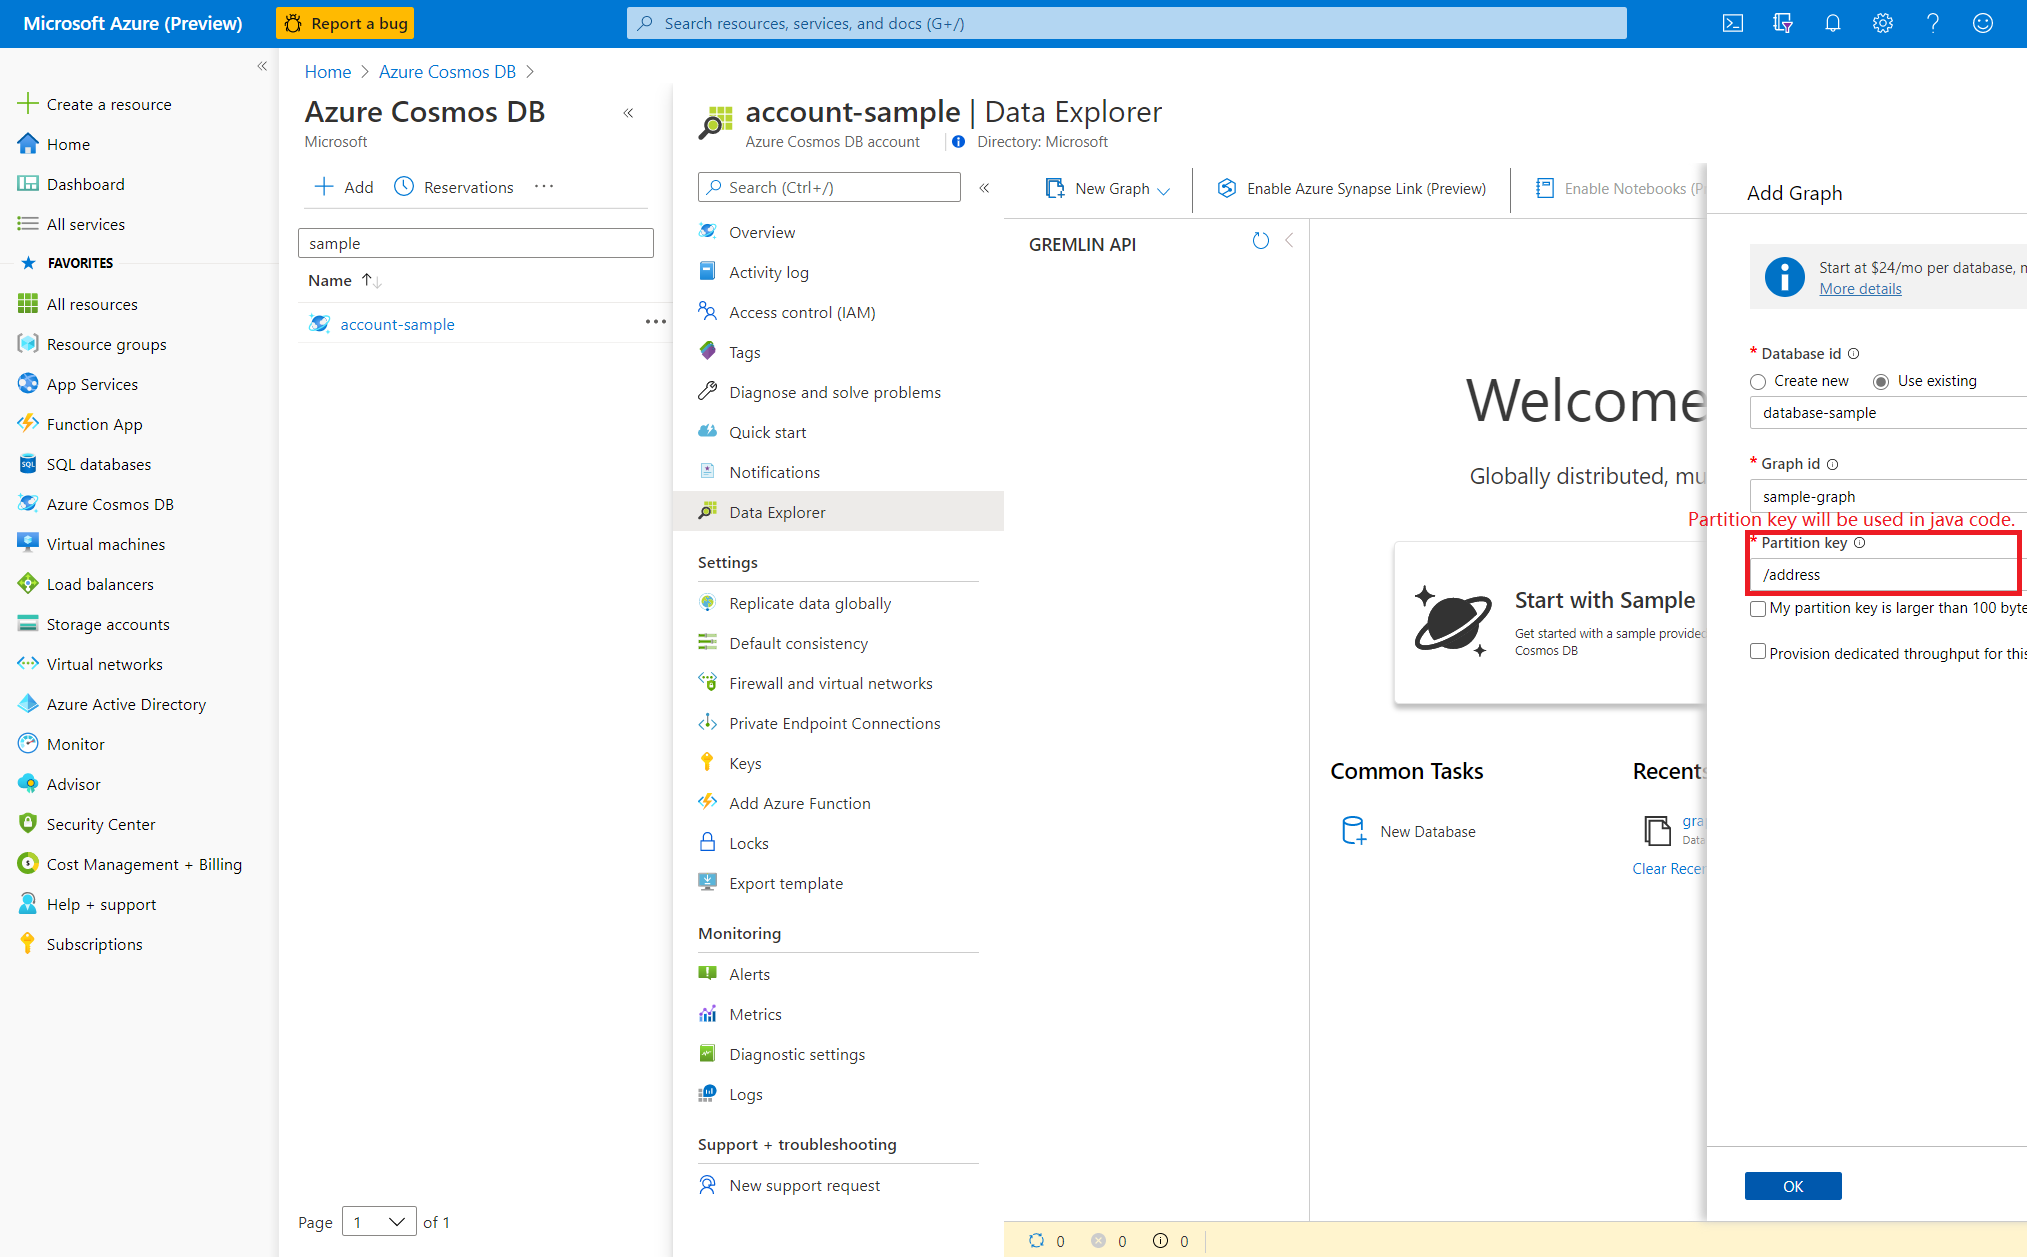 Microsoft Azure (Preview)
Report a bug
Search resources, services, and docs (G+/)
Create a resource
Home
Dashboard
All services
FAVORITES
All resources
Resource groups
App Services
Function App
SQL databases
Azure Cosmos DB
Virtual machines
Load balancers
Storage accounts
Virtual networks
Azure Active Directory
Monitor
Advisor
Security Center
Cost Management + Billing
Help + support
Subscriptions
Home > Azure Cosmos DB >
Azure Cosmos DB
Microsoft
Add
Reservations
sample
Name
account-sample
Page 1 of 1
account-sample | Data Explorer
Azure Cosmos DB account
Directory: Microsoft
Search (Ctrl+/)
Overview
Activity log
Access control (IAM)
Tags
Diagnose and solve problems
Quick start
Notifications
Data Explorer
Settings
Replicate data globally
Default consistency
Firewall and virtual networks
Private Endpoint Connections
Keys
Add Azure Function
Locks
Export template
Monitoring
Alerts
Metrics
Diagnostic settings
Logs
Support + troubleshooting
New support request
New Graph
Enable Azure Synapse Link (Preview)
Enable Notebooks (P
GREMLIN API
Welcome
Globally distributed, mu
Start with Sample
Get started with a sample provided
Cosmos DB
Common Tasks
New Database
Recents
gra
Data
Clear Recen
0 0 0
Add Graph
Start at $24/mo per database, m
More details
* Database id
Create new
Use existing
database-sample
* Graph id
sample-graph
Partition key will be used in java code.
* Partition key
/address
My partition key is larger than 100 byte
Provision dedicated throughput for this
OK